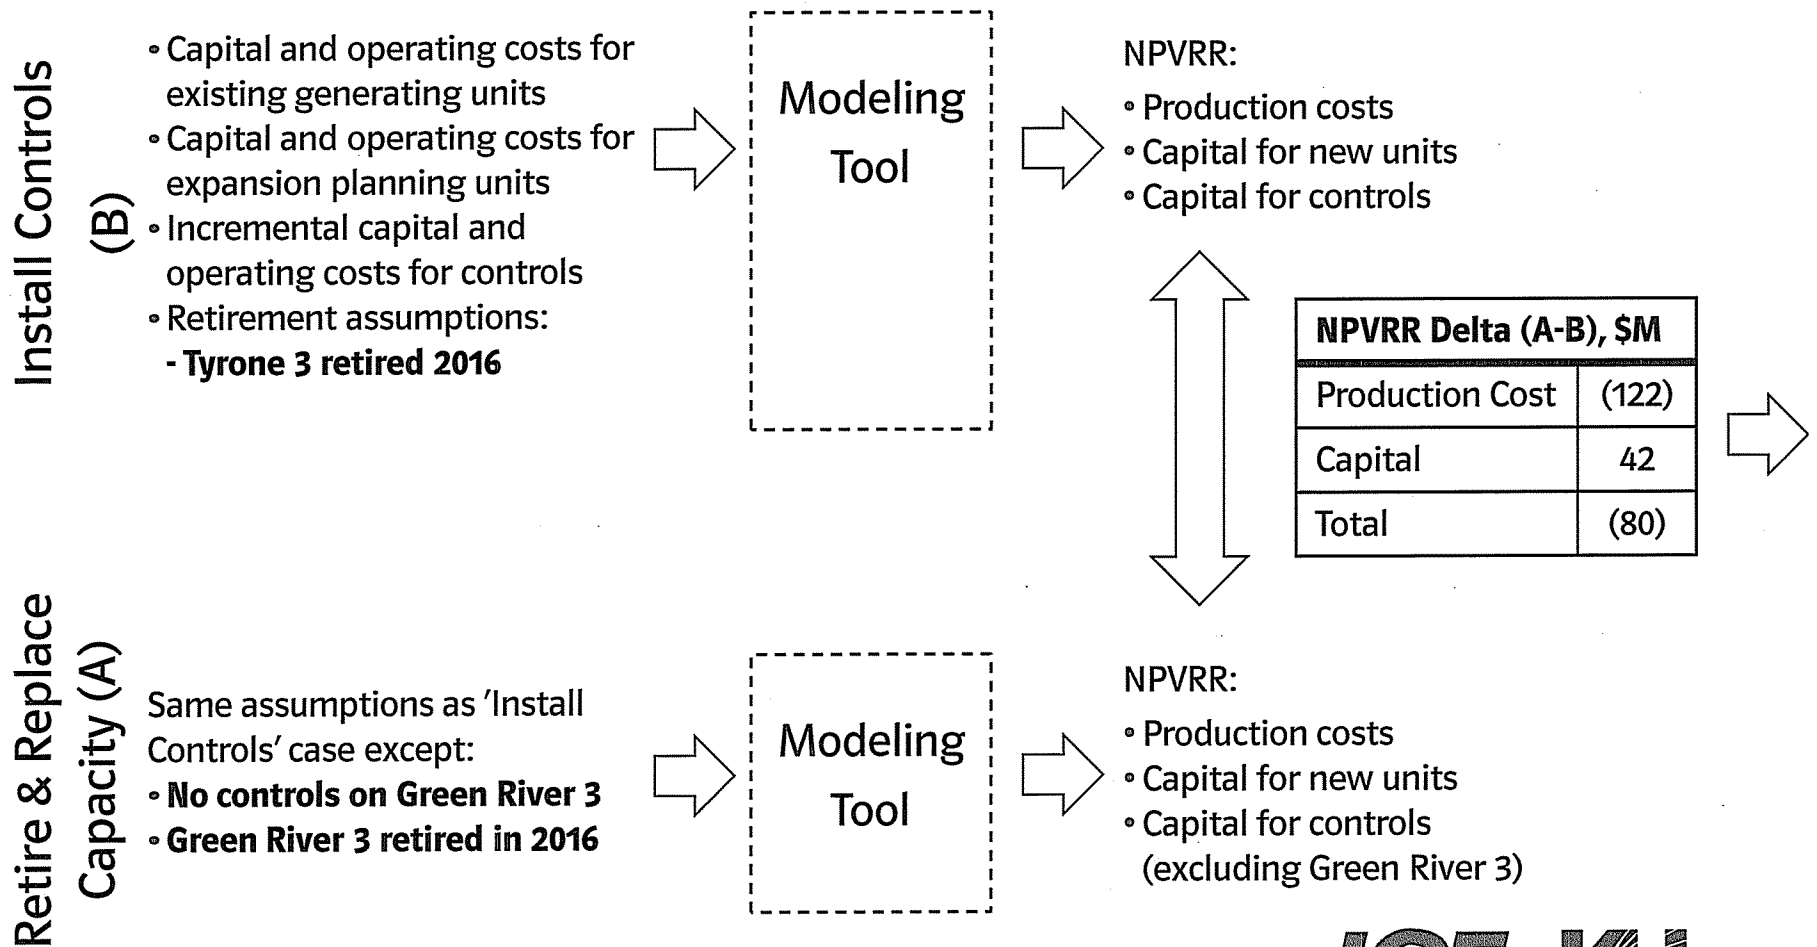 Install Controls
(B)
• Capital and operating costs for
existing generating units
• Capital and operating costs for
expansion planning units
• Incremental capital and
operating costs for controls
• Retirement assumptions:
- Tyrone 3 retired 2016
Modeling
Tool
NPVRR:
• Production costs
• Capital for new units
• Capital for controls
NPVRR Delta (A-B), $M
Production Cost (122)
Capital 42
Total (80)
Retire & Replace
Capacity (A)
Same assumptions as 'Install
Controls' case except:
• No controls on Green River 3
• Green River 3 retired in 2016
Modeling
Tool
NPVRR:
• Production costs
• Capital for new units
• Capital for controls
(excluding Green River 3)